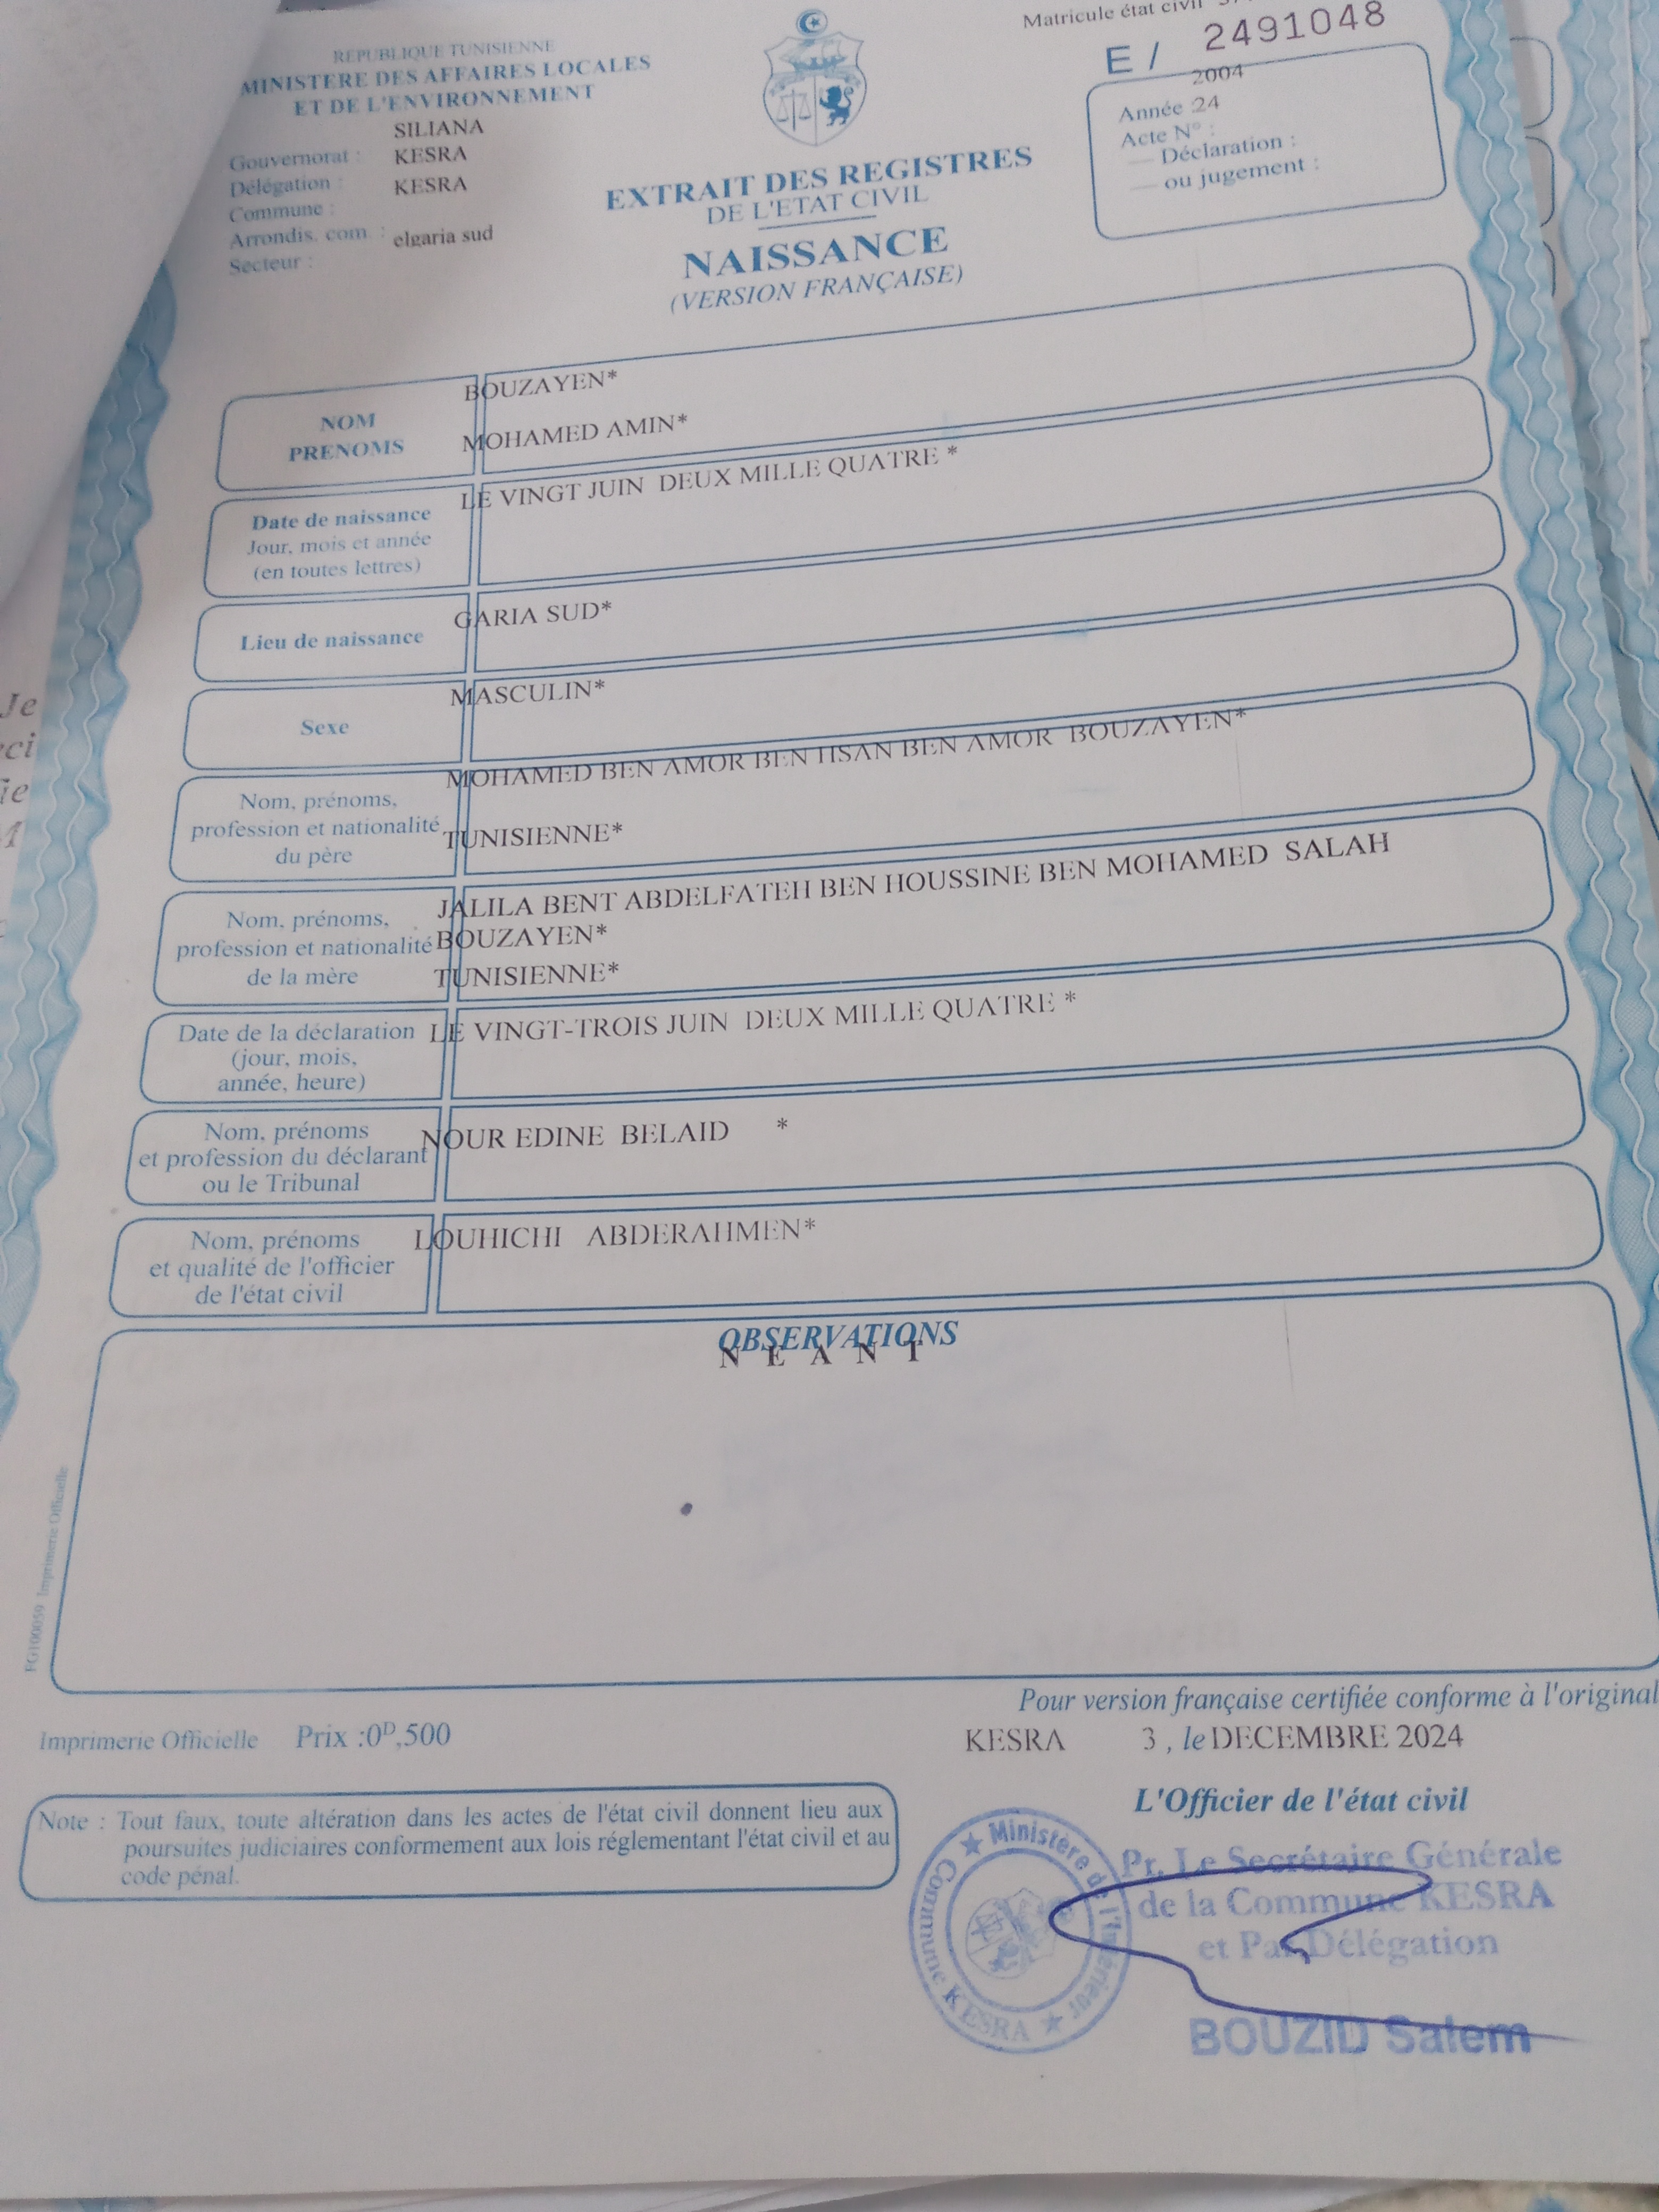 REPUBLIQUE TUNISIENNE
MINISTERE DES AFFAIRES LOCALES
ET DE L'ENVIRONNEMENT
SILIANA
Gouvernorat : KESRA
Délégation : KESRA
Commune :
Arrondis. com. : elgaria sud
Secteur :
Matricule état civil
E / 2491048
2004
Année 24
Acte N° :
— Déclaration :
— ou jugement :
EXTRAIT DES REGISTRES
DE L'ETAT CIVIL
NAISSANCE
(VERSION FRANÇAISE)
NOM
PRENOMS
BOUZAYEN*
MOHAMED AMIN*
Date de naissance
Jour, mois et année
(en toutes lettres)
LE VINGT JUIN DEUX MILLE QUATRE *
Lieu de naissance
GARIA SUD*
Sexe
MASCULIN*
Nom, prénoms,
profession et nationalité
du père
MOHAMED BEN AMOR BEN HSAN BEN AMOR BOUZAYEN*
TUNISIENNE*
Nom, prénoms,
profession et nationalité
de la mère
JALILA BENT ABDELFATEH BEN HOUSSINE BEN MOHAMED SALAH
BOUZAYEN*
TUNISIENNE*
Date de la déclaration
(jour, mois,
année, heure)
LE VINGT-TROIS JUIN DEUX MILLE QUATRE *
Nom, prénoms
et profession du déclarant
ou le Tribunal
NOUR EDINE BELAID *
Nom, prénoms
et qualité de l'officier
de l'état civil
LOUHICHI ABDERAHMEN*
OBSERVATIONS
N E A N T
FG100059 Imprimerie Officielle
Pour version française certifiée conforme à l'original
Imprimerie Officielle Prix :0D,500
KESRA 3 , le DECEMBRE 2024
L'Officier de l'état civil
Note : Tout faux, toute altération dans les actes de l'état civil donnent lieu aux
poursuites judiciaires conformement aux lois réglementant l'état civil et au
code pénal.
Ministère de l'Intérieur
Commune KESRA
Pr. Le Secrétaire Générale
de la Commune KESRA
et Par Délégation
BOUZID Salem